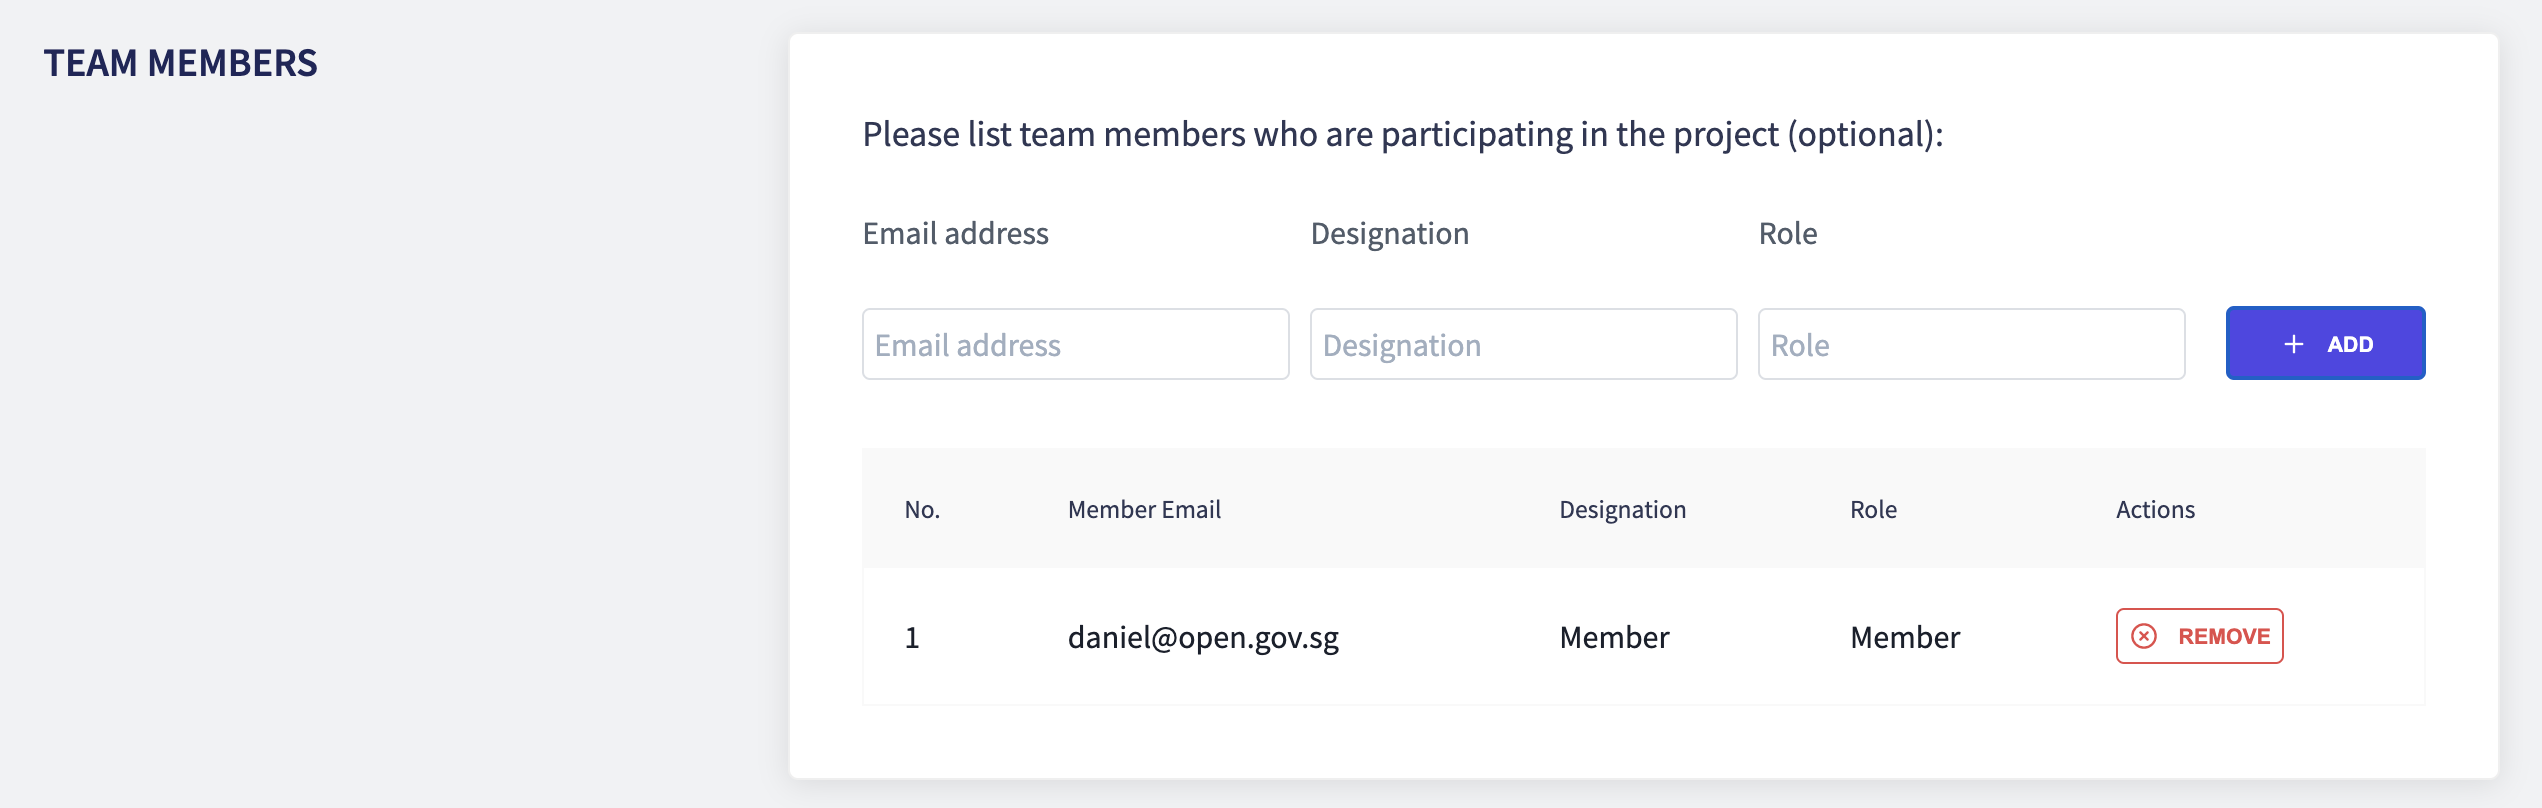 TEAM MEMBERS
Please list team members who are participating in the project (optional):
Email address Designation Role
Email address Designation Role + ADD
No. Member Email Designation Role Actions
1 daniel@open.gov.sg Member Member REMOVE